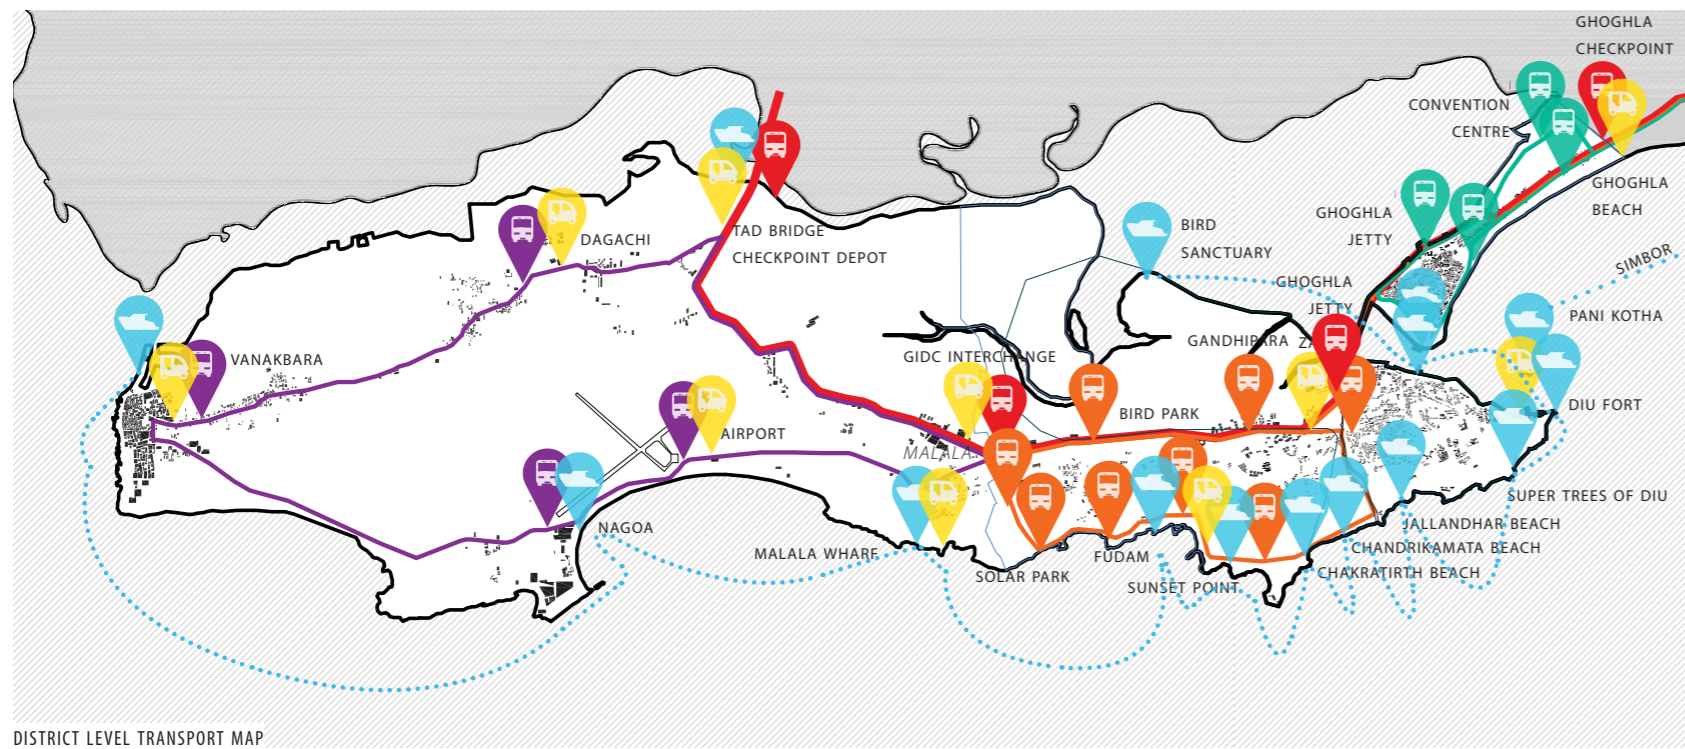 GHOGHLA
CHECKPOINT
CONVENTION
CENTRE
GHOGHLA
BEACH
GHOGHLA
JETTY
BIRD
SANCTUARY
SIMBOR
DAGACHI
TAD BRIDGE
CHECKPOINT DEPOT
GHOGHLA
JETTY
PANI KOTHA
GANDHIPARA
GIDC INTERCHANGE
VANAKBARA
DIU FORT
BIRD PARK
AIRPORT
MALALA
SUPER TREES OF DIU
NAGOA
JALLANDHAR BEACH
MALALA WHARF
CHANDRIKAMATA BEACH
FUDAM
SOLAR PARK
CHAKRATIRTH BEACH
SUNSET POINT
DISTRICT LEVEL TRANSPORT MAP